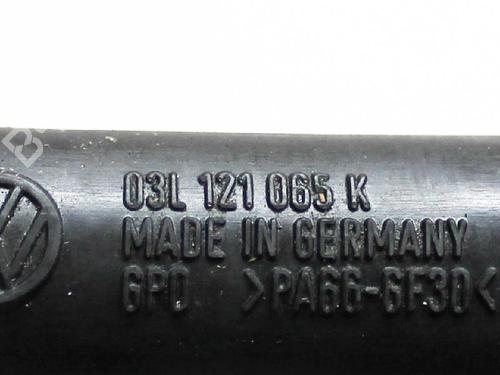 03L 121 065 K
MADE IN GERMANY
GPO >PA66-GF30<